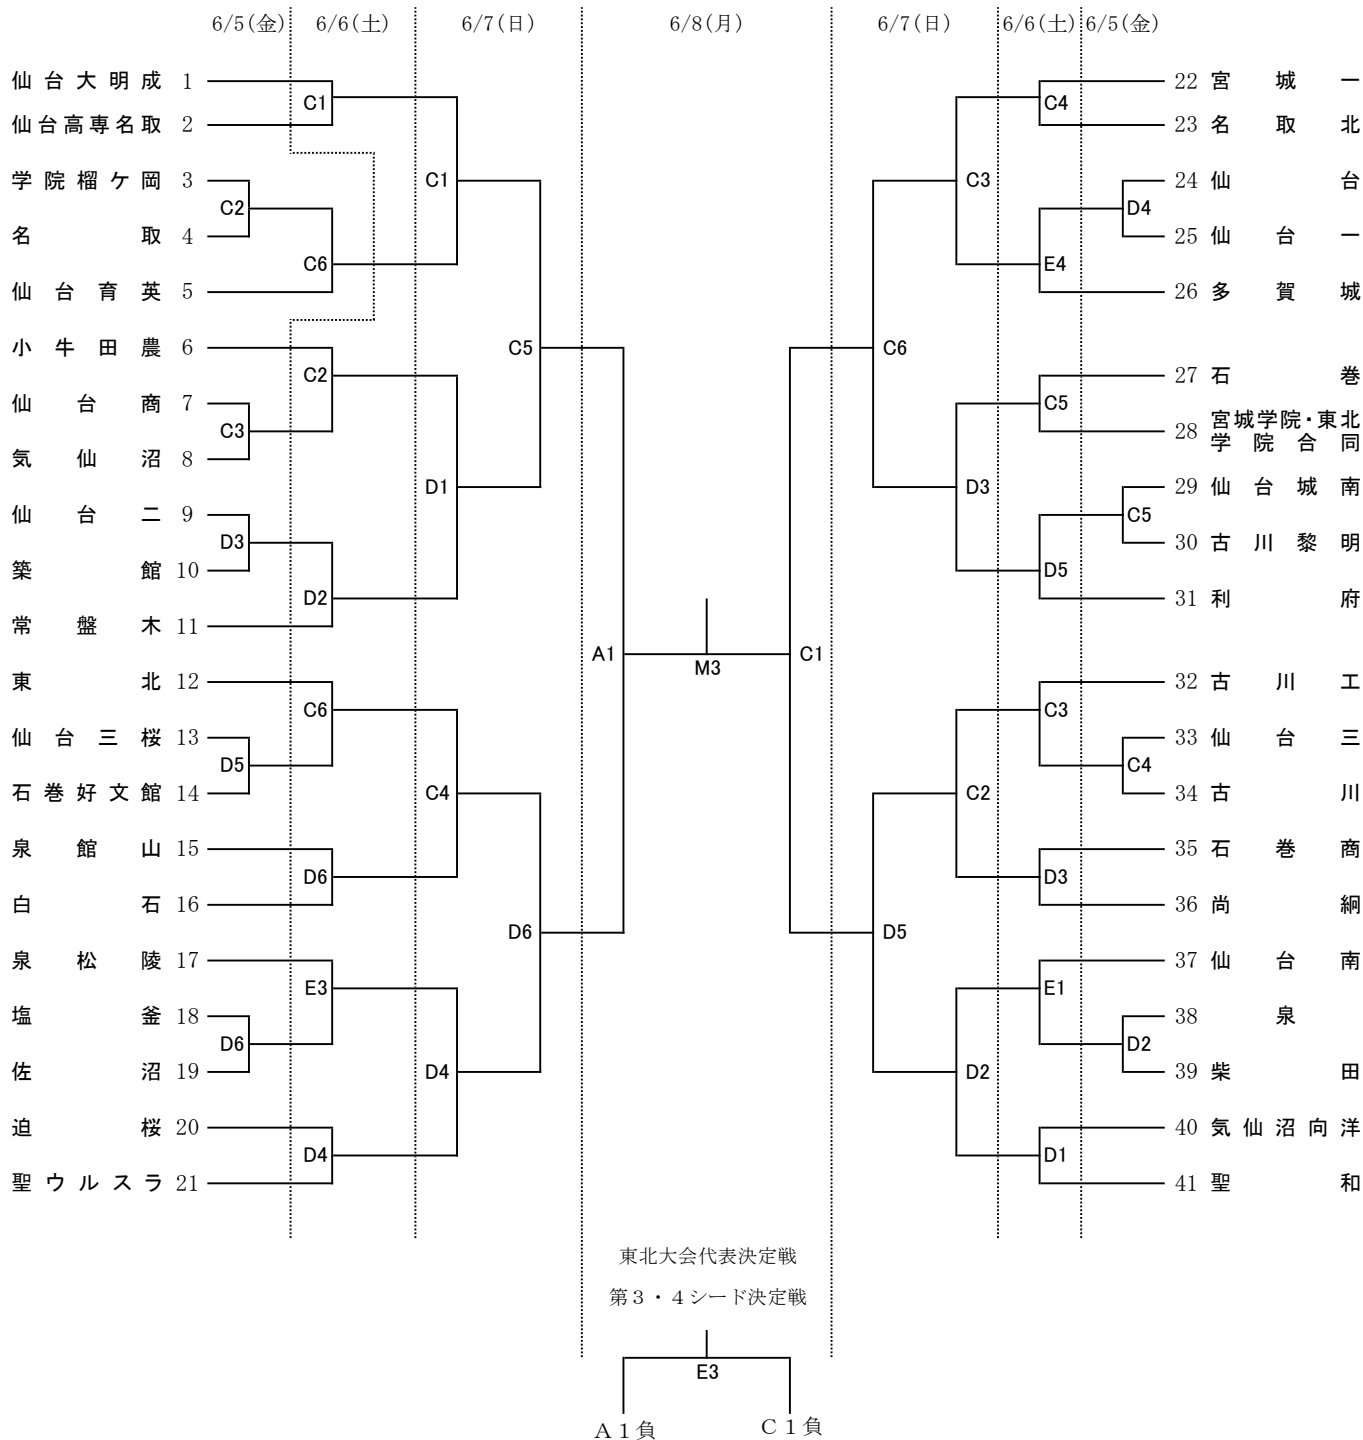 6/5(金) 6/6(土) 6/7(日) 6/8(月) 6/7(日) 6/6(土) 6/5(金)
仙台大明成 1
C1
仙台高専名取 2
学院榴ケ岡 3
C2
名取 4
C6
仙台育英 5
C1
小牛田農 6
C2
仙台商 7
C3
気仙沼 8
D1
仙台二 9
D3
築館 10
D2
常盤木 11
C5
東北 12
C6
仙台三桜 13
D5
石巻好文館 14
C4
泉館山 15
D6
白石 16
D6
泉松陵 17
E3
塩釜 18
D6
佐沼 19
D4
迫桜 20
D4
聖ウルスラ 21
A1
M3
C1
22 宮城一
C4
23 名取北
C3
24 仙台
D4
25 仙台一
E4
26 多賀城
C6
27 石巻
C5
28 宮城学院・東北
学院合同
D3
29 仙台城南
C5
30 古川黎明
D5
31 利府
32 古川工
C3
33 仙台三
C4
34 古川
C2
35 石巻商
D3
36 尚絅
D5
37 仙台南
E1
38 泉
D2
39 柴田
D2
40 気仙沼向洋
D1
41 聖和
東北大会代表決定戦
第３・４シード決定戦
E3
A１負 C１負